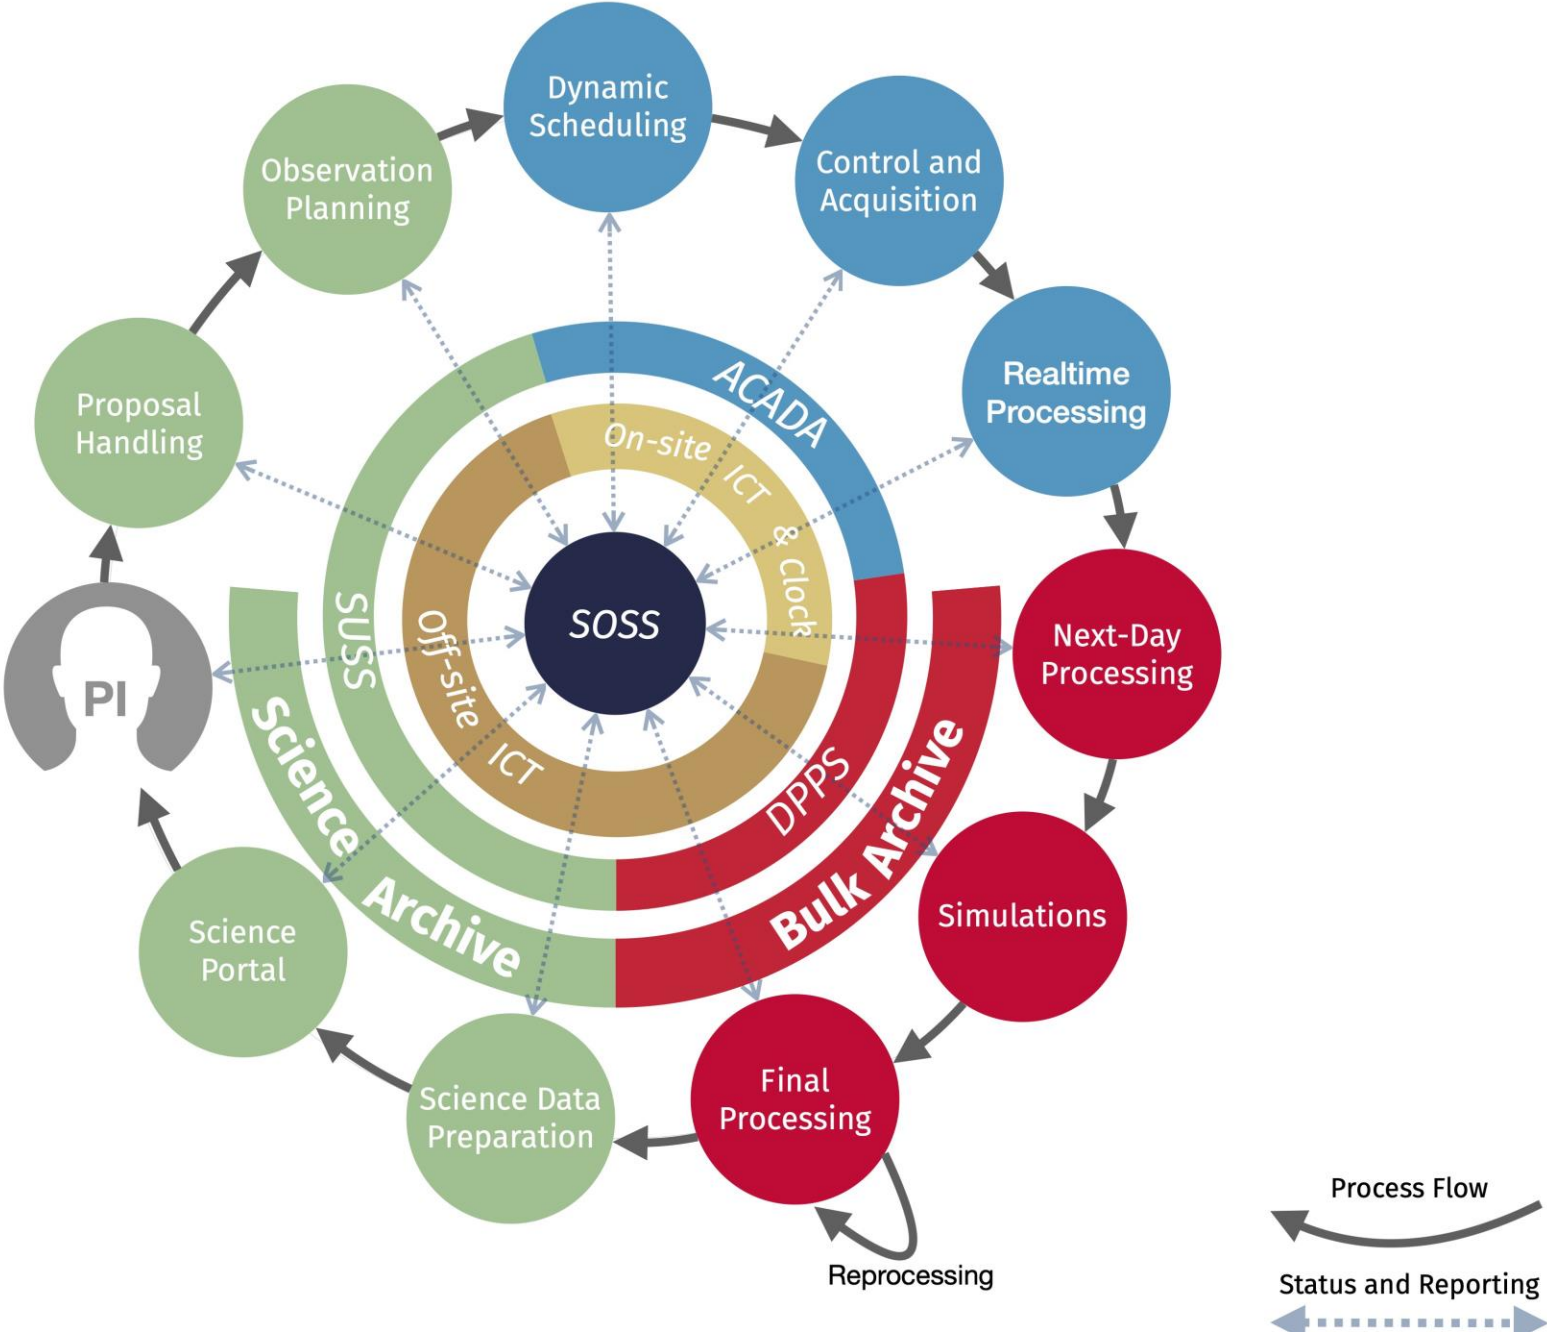 Dynamic
Scheduling
Control and
Acquisition
Observation
Planning
Realtime
Processing
Proposal
Handling
ACADA
On-site ICT & Clock
SOSS
SUSS
Off-site ICT
PI
Next-Day
Processing
DPPS
Science Archive
Bulk Archive
Simulations
Science
Portal
Final
Processing
Science Data
Preparation
Reprocessing
Process Flow
Status and Reporting